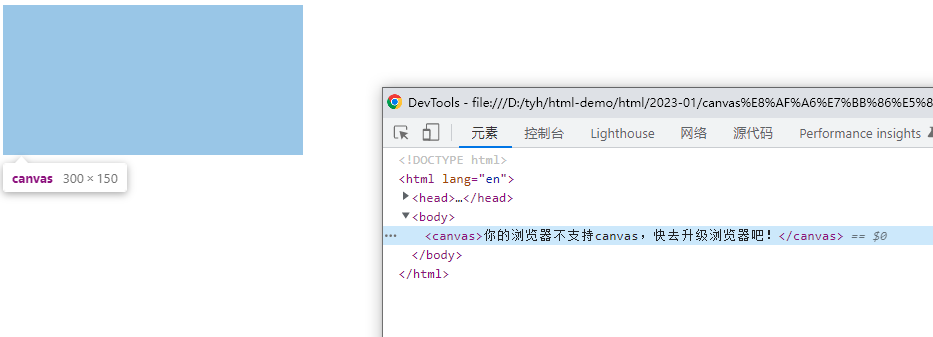 canvas 300 × 150
DevTools - file:///D:/tyh/html-demo/html/2023-01/canvas%E8%AF%A6%E7%BB%86%E5%8
元素 控制台 Lighthouse 网络 源代码 Performance insights
<!DOCTYPE html>
<html lang="en">
<head>…</head>
<body>
<canvas>你的浏览器不支持canvas，快去升级浏览器吧！</canvas> == $0
</body>
</html>